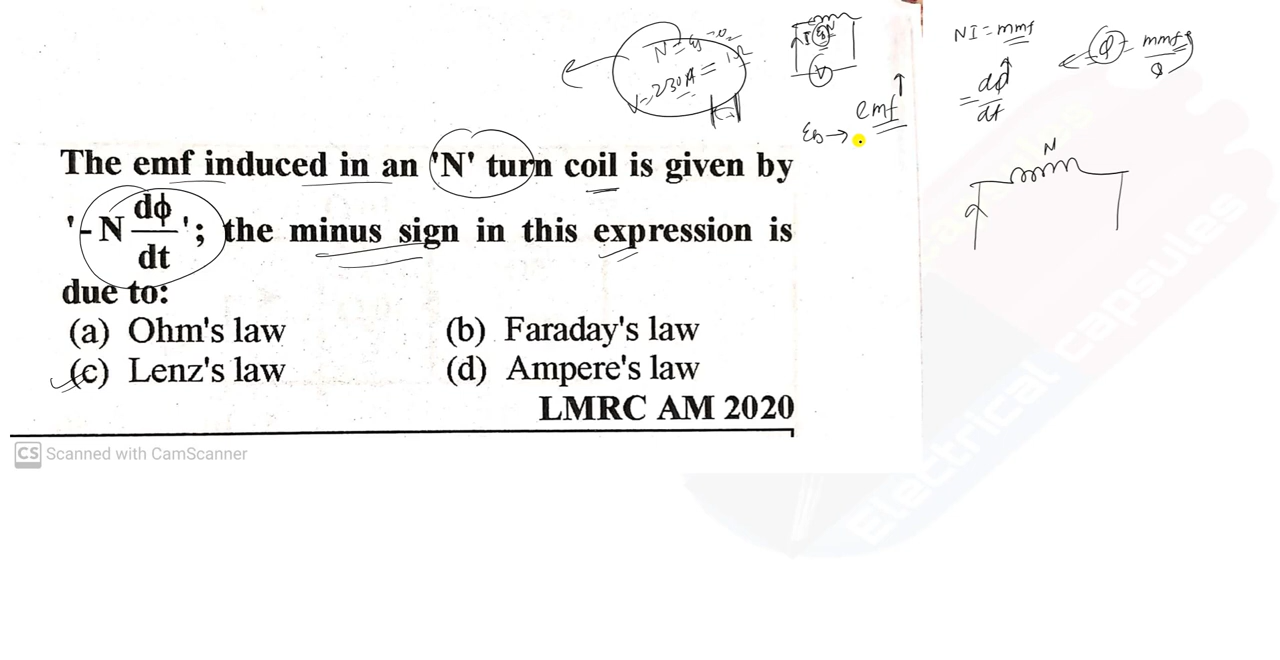 NI = mmf
= dφ/dt
emf
N
The emf induced in an 'N' turn coil is given by
'-N dϕ/dt'; the minus sign in this expression is
due to:
(a) Ohm's law (b) Faraday's law
(c) Lenz's law (d) Ampere's law
LMRC AM 2020
CS Scanned with CamScanner
Electrical capsules